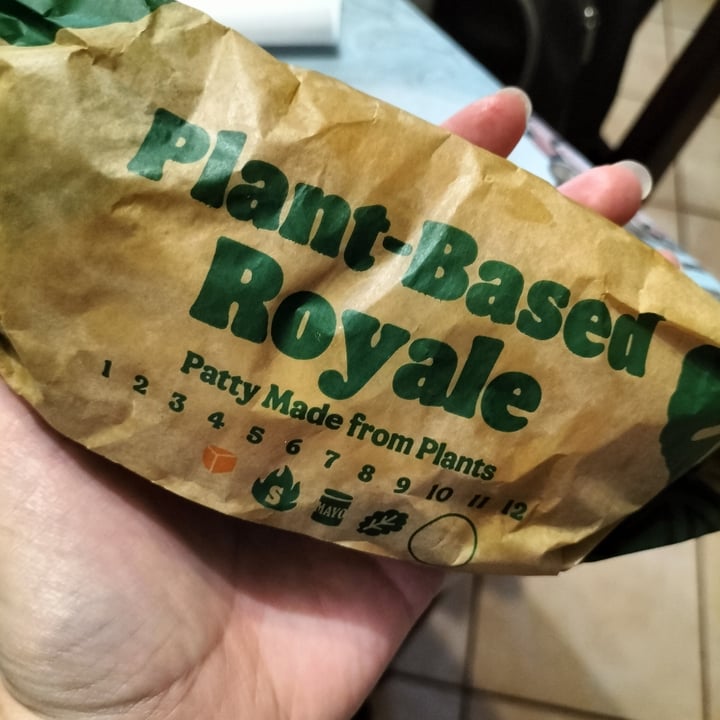 Plant-Based
Royale
Patty Made from Plants
1 2 3 4 5 6 7 8 9 10 11 12
S
MAYO